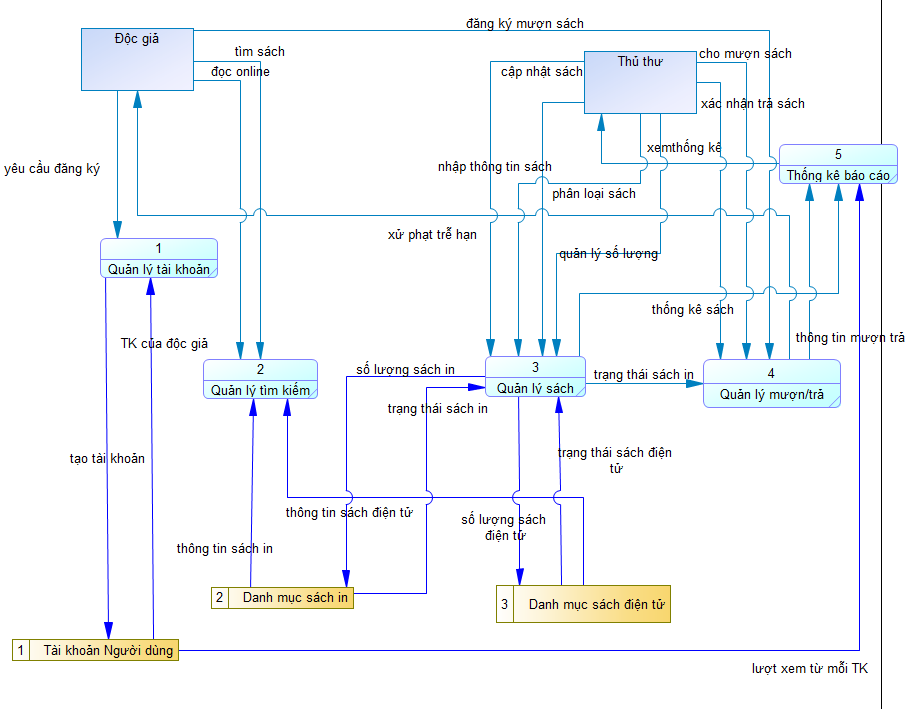 đăng ký mượn sách
Độc giả
tìm sách
đọc online
Thủ thư
cho mượn sách
cập nhật sách
xác nhận trả sách
xemthống kê
5
Thống kê báo cáo
yêu cầu đăng ký
nhập thông tin sách
phân loại sách
xử phạt trễ hạn
1
Quản lý tài khoản
quản lý số lượng
thống kê sách
thông tin mượn trả
TK của độc giả
2
Quản lý tìm kiếm
số lượng sách in
3
Quản lý sách
trạng thái sách in
4
Quản lý mượn/trả
trạng thái sách in
tạo tài khoản
trạng thái sách điện
tử
thông tin sách điện tử
số lượng sách
điện tử
thông tin sách in
2 Danh mục sách in
3 Danh mục sách điện tử
1 Tài khoản Người dùng
lượt xem từ mỗi TK